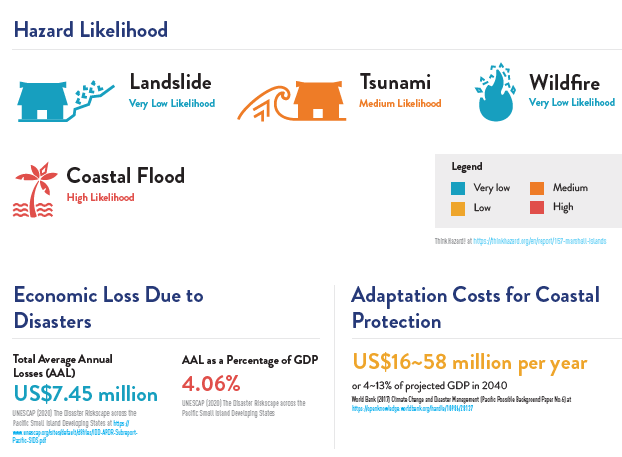 Hazard Likelihood
Landslide
Very Low Likelihood
Tsunami
Medium Likelihood
Wildfire
Very Low Likelihood
Coastal Flood
High Likelihood
Legend
Very low
Medium
Low
High
ThinkHazard! at https://thinkhazard.org/en/report/157-marshall-islands
Economic Loss Due to
Disasters
Total Average Annual
Losses (AAL)
US$7.45 million
UNESCAP (2020) The Disaster Riskscape across the
Pacific Small Island Developing States at https://
Pacific-SIDS.pdf
AAL as a Percentage of GDP
4.06%
UNESCAP (2020) The Disaster Riskscape across the
Pacific Small Island Developing States
Adaptation Costs for Coastal
Protection
US$16~58 million per year
or 4~13% of projected GDP in 2040
World Bank (2017) Climate Change and Disaster Management (Pacific Possible Background Paper No.6) at